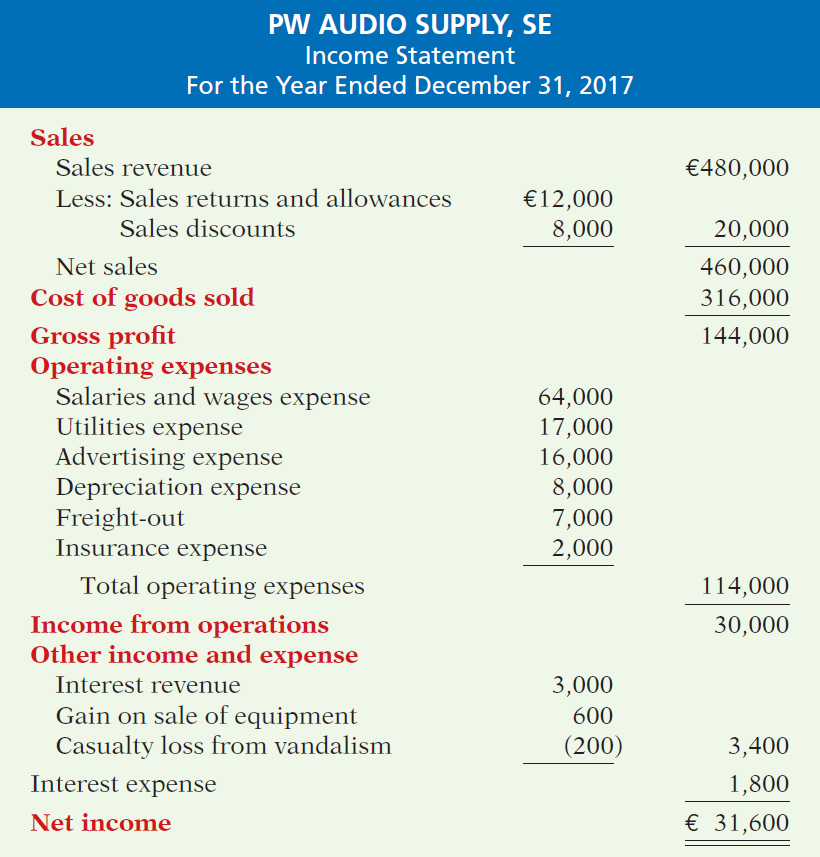 PW AUDIO SUPPLY, SE
Income Statement
For the Year Ended December 31, 2017
Sales
Sales revenue €480,000
Less: Sales returns and allowances €12,000
Sales discounts 8,000 20,000
Net sales 460,000
Cost of goods sold 316,000
Gross profit 144,000
Operating expenses
Salaries and wages expense 64,000
Utilities expense 17,000
Advertising expense 16,000
Depreciation expense 8,000
Freight-out 7,000
Insurance expense 2,000
Total operating expenses 114,000
Income from operations 30,000
Other income and expense
Interest revenue 3,000
Gain on sale of equipment 600
Casualty loss from vandalism (200) 3,400
Interest expense 1,800
Net income € 31,600